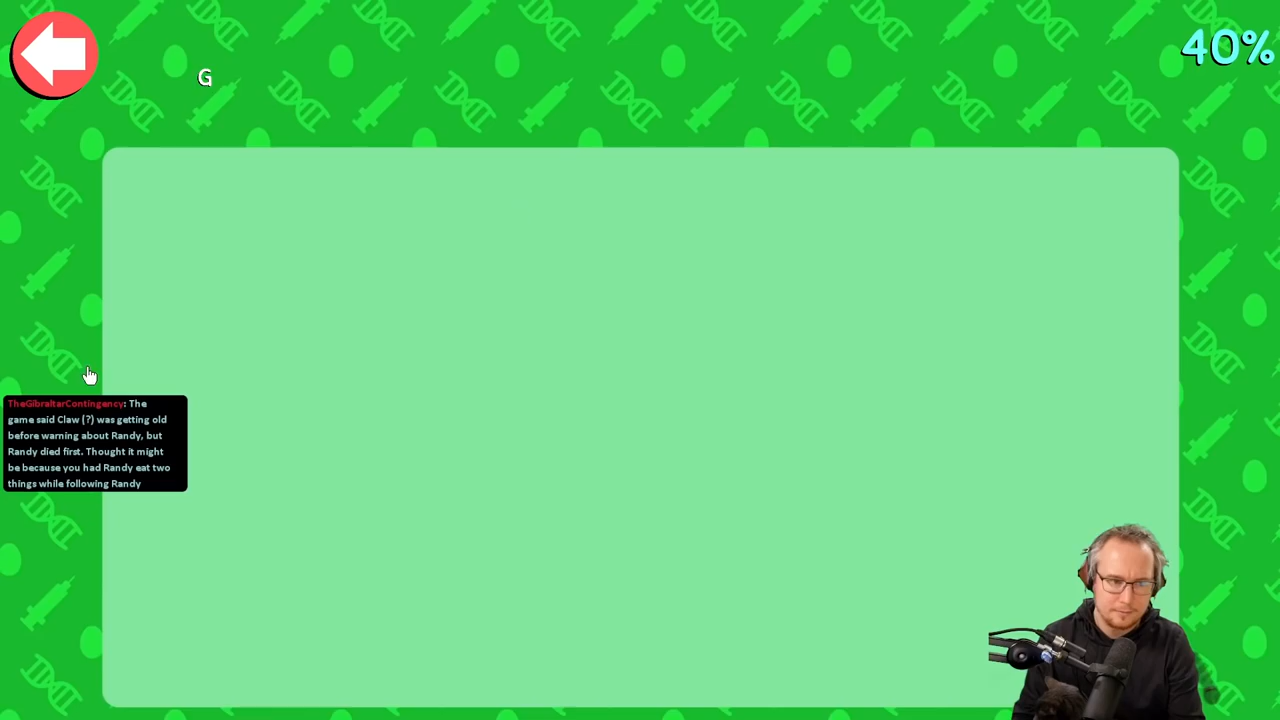 40%
G
TheGibraltarContingency: The
game said Claw (?) was getting old
before warning about Randy, but
Randy died first. Thought it might
be because you had Randy eat two
things while following Randy